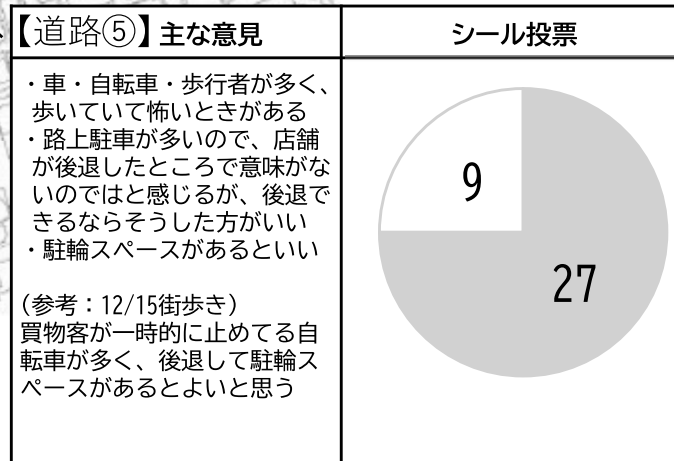 【道路⑤】主な意見
シール投票
・車・自転車・歩行者が多く、
歩いていて怖いときがある
・路上駐車が多いので、店舗
が後退したところで意味がな
いのではと感じるが、後退で
きるならそうした方がいい
・駐輪スペースがあるといい
（参考：12/15街歩き）
買物客が一時的に止めてる自
転車が多く、後退して駐輪ス
ペースがあるとよいと思う
9
27